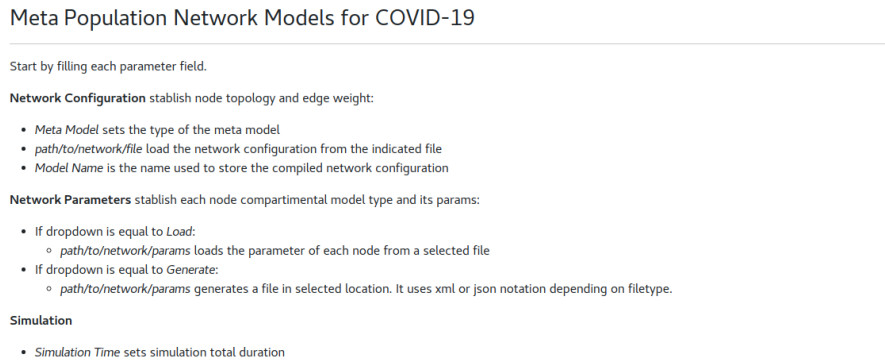 Meta Population Network Models for COVID-19
Start by filling each parameter field.
Network Configuration stablish node topology and edge weight:
• Meta Model sets the type of the meta model
• path/to/network/file load the network configuration from the indicated file
• Model Name is the name used to store the compiled network configuration
Network Parameters stablish each node compartimental model type and its params:
• If dropdown is equal to Load:
◦ path/to/network/params loads the parameter of each node from a selected file
• If dropdown is equal to Generate:
◦ path/to/network/params generates a file in selected location. It uses xml or json notation depending on filetype.
Simulation
• Simulation Time sets simulation total duration